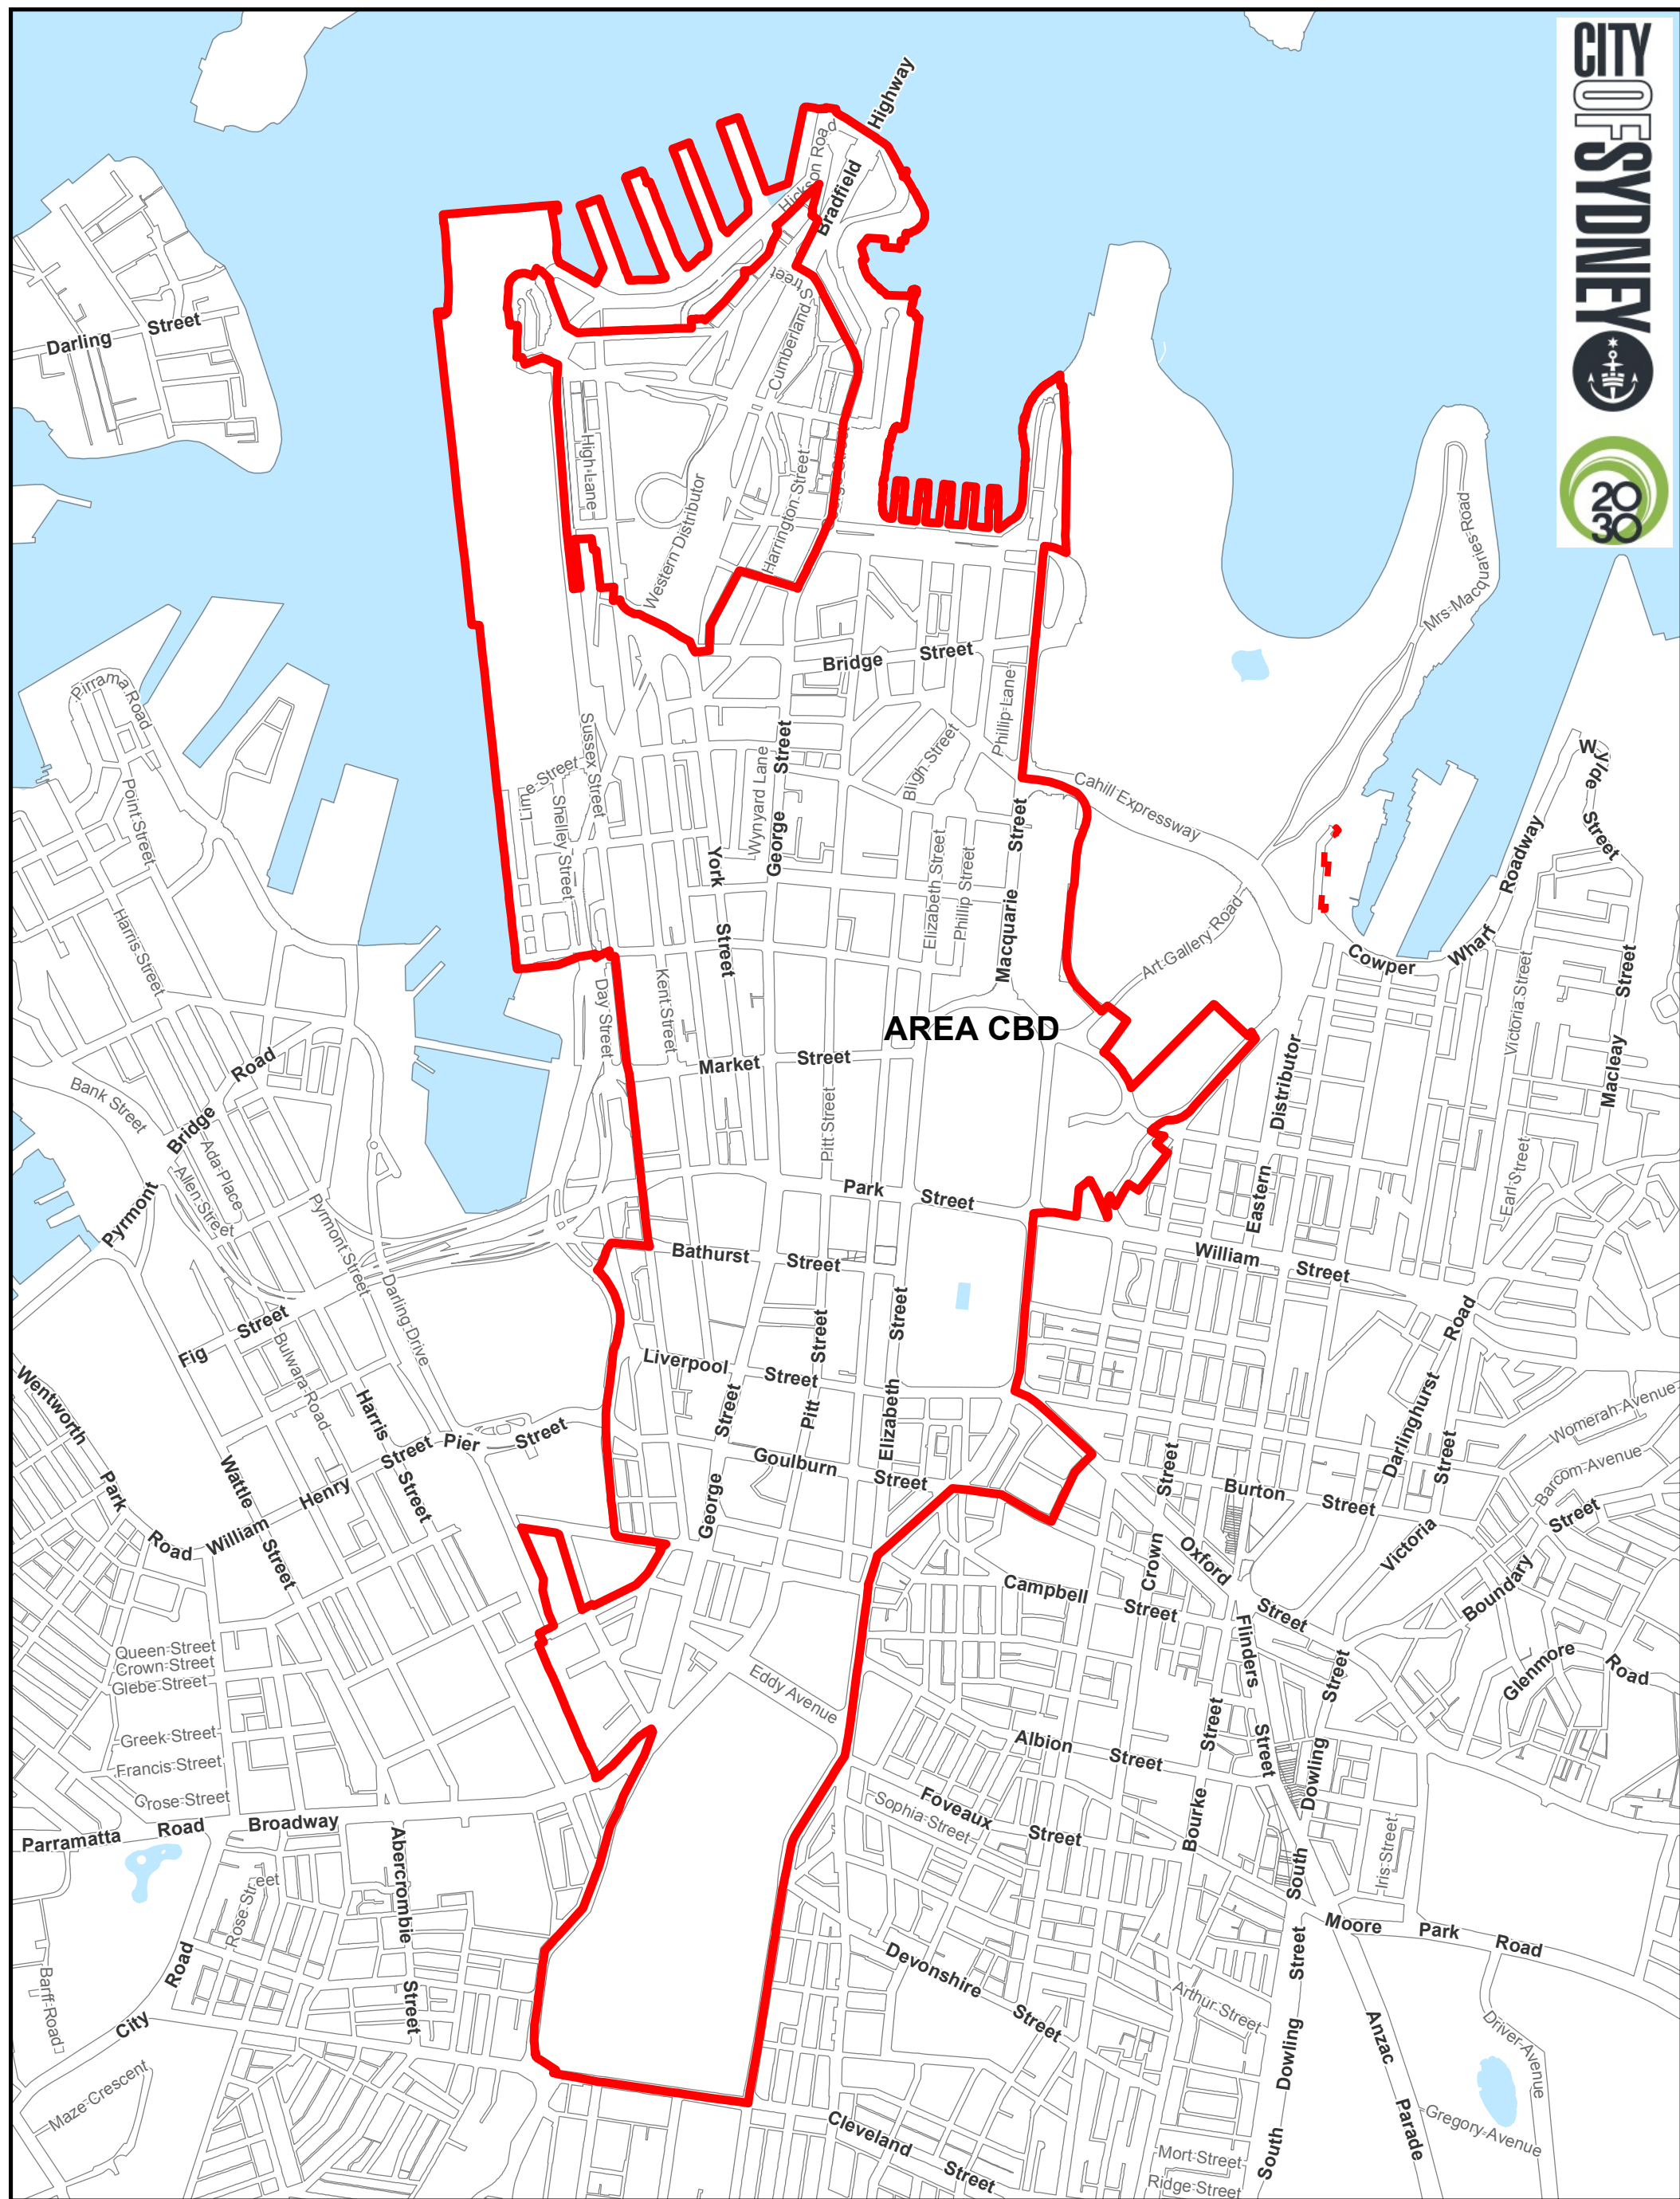 CITY
OF
SYDNEY
20
30
Highway
Hickson Road
Bradfield
Street
Cumberland
Darling
Street
High Lane
George Street
Harrington Street
Western Distributor
Mrs Macquaries Road
Bridge
Street
Phillip Lane
Pirrama Road
Sussex Street
George
Street
Wynyard Lane
Bligh Street
Lime Street
Shelley Street
Point Street
Cahill Expressway
Wylde
Street
Elizabeth Street
Phillip Street
Macquarie
Street
York
Street
Roadway
Wharf
Cowper
Harris Street
Art Gallery Road
Victoria Street
Macleay
Street
Kent Street
Day Street
AREA CBD
Market
Street
Pitt Street
Distributor
Eastern
Bridge
Road
Bank Street
Ada Place
Allen Street
Pyrmont
Pyrmont Street
Park
Street
Earl Street
Bathurst
Street
William
Street
Darling Drive
Fig
Street
Bulwara Road
Elizabeth
Street
Pitt
Street
Liverpool
Street
Wentworth
Park
Road
Harris
Street
Pier
Street
Darlinghurst
Road
Womerah Avenue
Barcom Avenue
Street
George
Street
Goulburn
Street
Wattle
Street
William
Henry
Street
Crown
Street
Burton
Street
Victoria
Street
Oxford
Street
Boundary
Street
Campbell
Street
Flinders
Street
Queen Street
Crown Street
Glebe Street
Glenmore
Road
Eddy Avenue
Greek Street
Francis Street
Grose Street
Albion
Street
Foveaux
Street
Sophia Street
Bourke
Street
South
Dowling
Street
Parramatta
Road
Broadway
Abercrombie
Street
Rose Street
Iris Street
Moore
Park
Road
Devonshire
Street
Arthur Street
City
Road
Barff Road
Maze Crescent
South
Dowling
Street
Anzac
Parade
Driver Avenue
Gregory Avenue
Cleveland
Street
Mort Street
Ridge Street